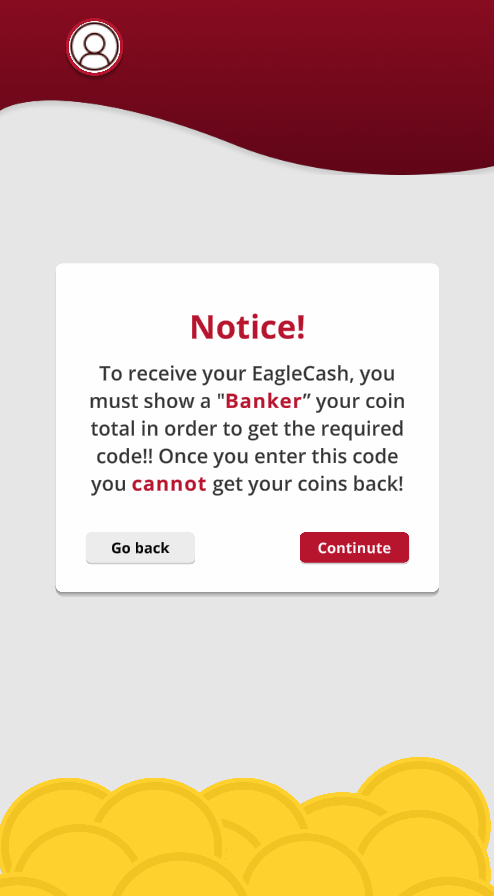 Notice!
To receive your EagleCash, you
must show a "Banker” your coin
total in order to get the required
code!! Once you enter this code
you cannot get your coins back!
Go back
Continute